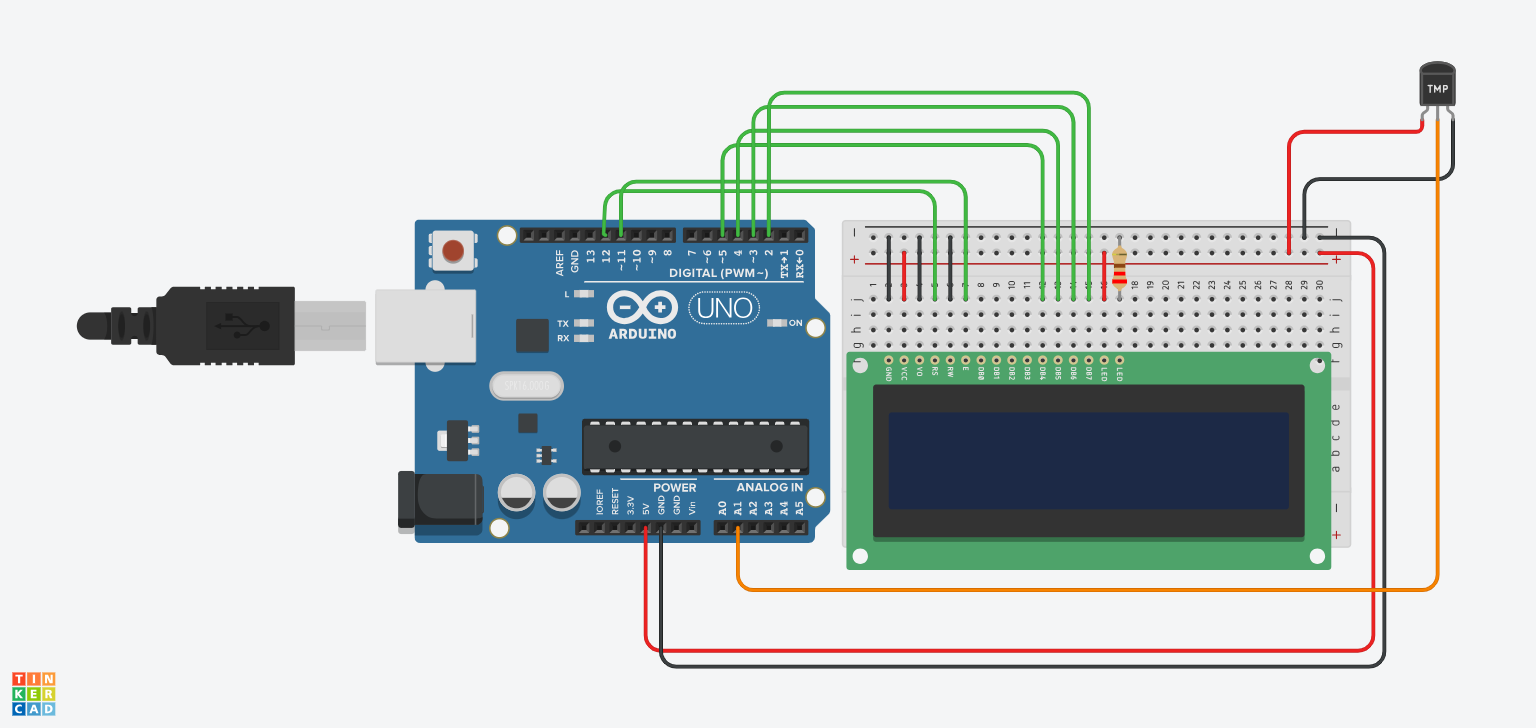 TMP
AREF
GND
13
12
~11
~10
~9
8
7
~6
~5
4
~3
2
TX→1
RX←0
DIGITAL (PWM~)
L
TX
RX
ARDUINO
UNO
ON
POWER
ANALOG IN
IOREF
RESET
3.3V
5V
GND
GND
Vin
A0
A1
A2
A3
A4
A5
1 2 3 4 5 6 7 8 9 10 11 12 13 14 15 16 17 18 19 20 21 22 23 24 25 26 27 28 29 30
j j
i i
h h
g g
GND VCC VO RS RW E DB0 DB1 DB2 DB3 DB4 DB5 DB6 DB7 LED LED
e
d
c
b
a
TIN
KER
CAD